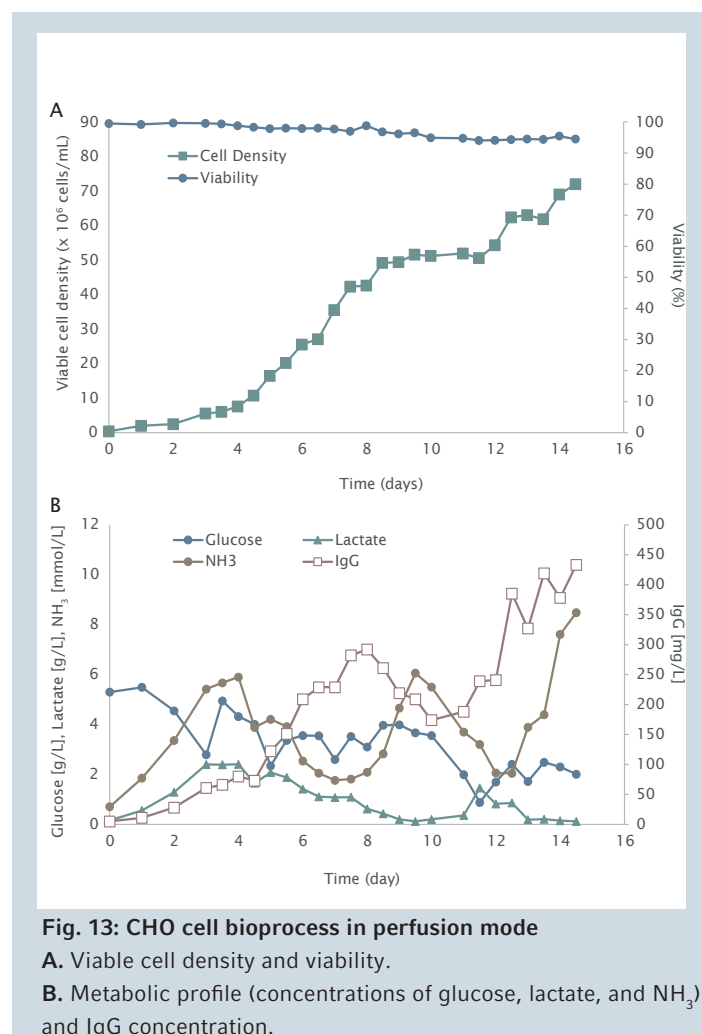 A
90
80
70
60
50
40
30
20
10
0
Viable cell density (x 10⁶ cells/mL)
Cell Density
Viability
100
90
80
70
60
50
40
30
20
10
0
Viability (%)
0 2 4 6 8 10 12 14 16
Time (days)
B
12
10
8
6
4
2
0
Glucose [g/L], Lactate [g/L], NH₃ [mmol/L]
Glucose Lactate
NH3 IgG
500
450
400
350
300
250
200
150
100
50
0
IgG [mg/L]
0 2 4 6 8 10 12 14 16
Time (day)
Fig. 13: CHO cell bioprocess in perfusion mode
A. Viable cell density and viability.
B. Metabolic profile (concentrations of glucose, lactate, and NH₃)
and IgG concentration.